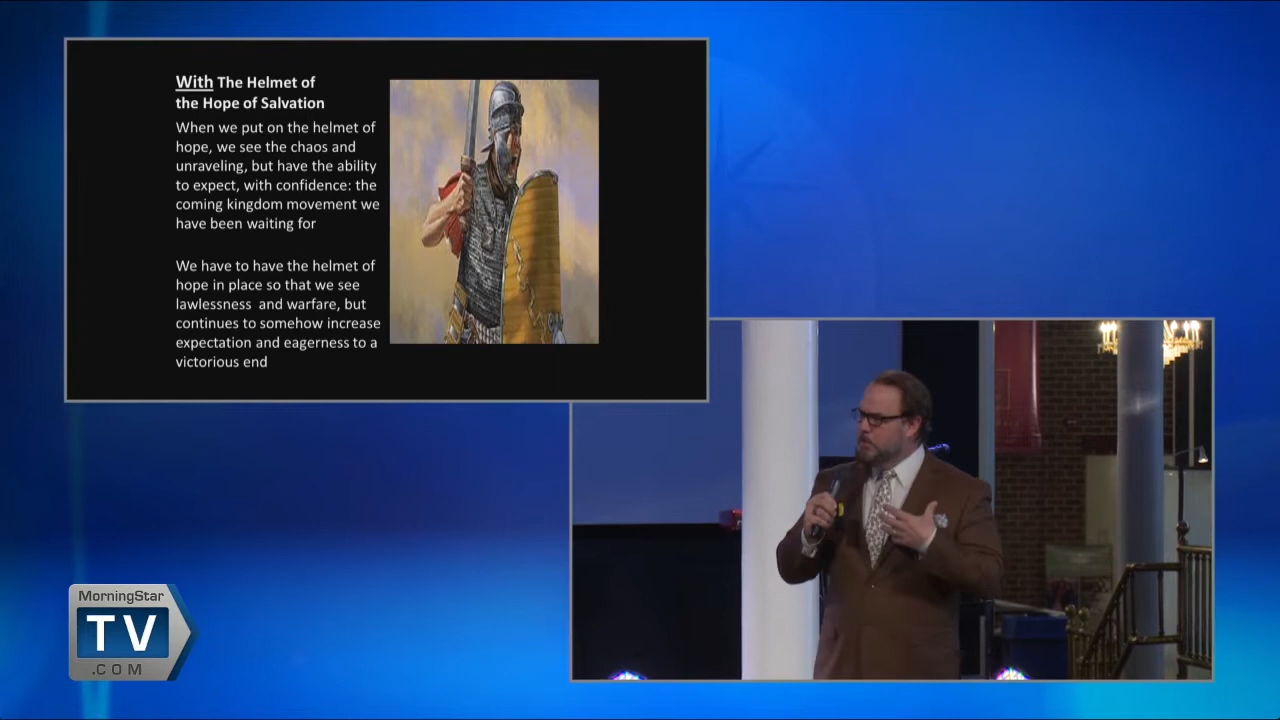 With The Helmet of
the Hope of Salvation
When we put on the helmet of
hope, we see the chaos and
unraveling, but have the ability
to expect, with confidence: the
coming kingdom movement we
have been waiting for
We have to have the helmet of
hope in place so that we see
lawlessness and warfare, but
continues to somehow increase
expectation and eagerness to a
victorious end
MorningStar
TV
.COM